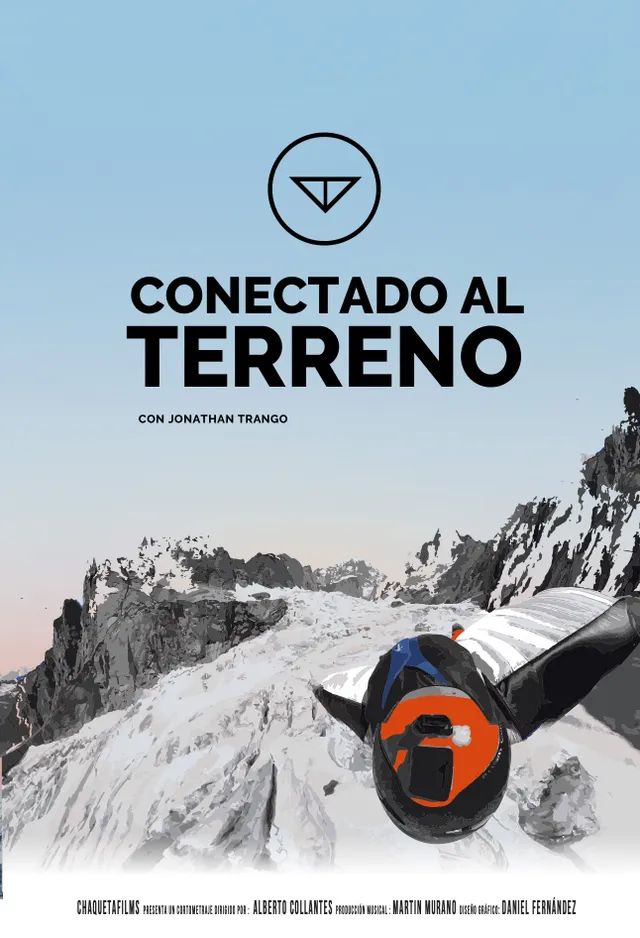 CONECTADO AL
TERRENO
CON JONATHAN TRANGO
CHAQUETAFILMS PRESENTA UN CORTOMETRAJE DIRIGIDO POR: ALBERTO COLLANTES PRODUCCIÓN MUSICAL: MARTIN MURANO DISEÑO GRÁFICO: DANIEL FERNÁNDEZ